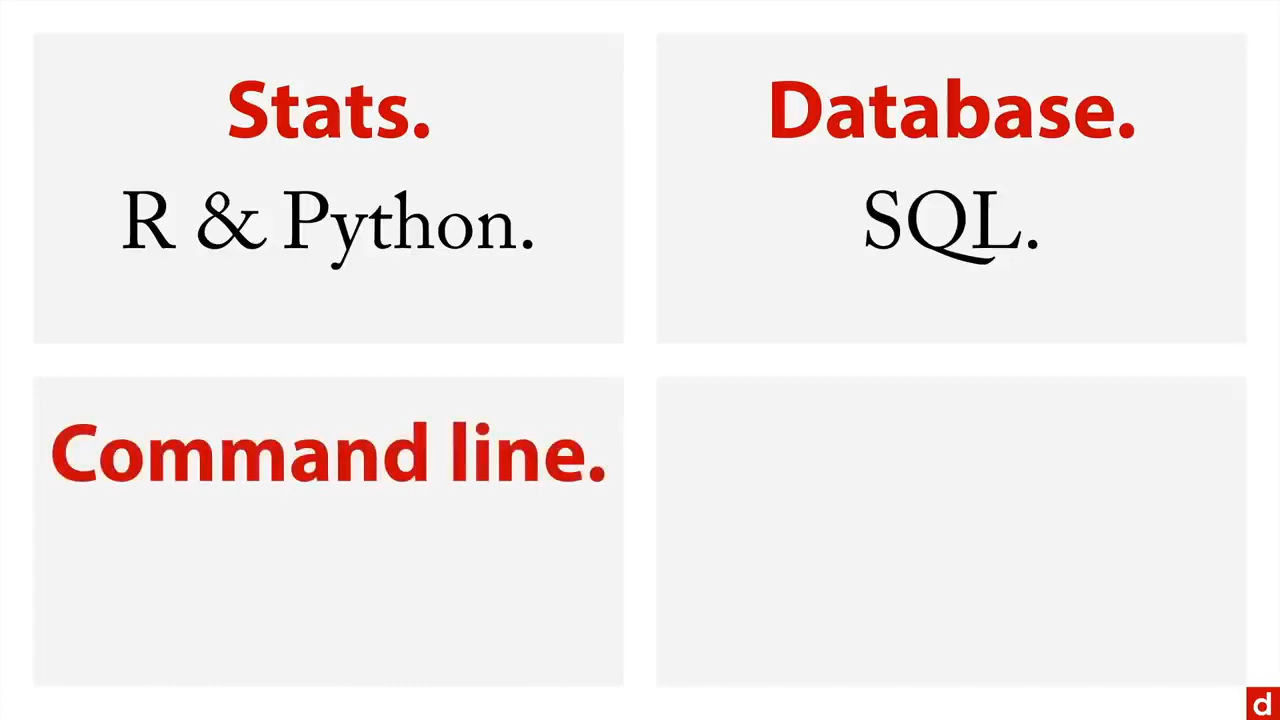 Stats.
R & Python.
Database.
SQL.
Command line.
d